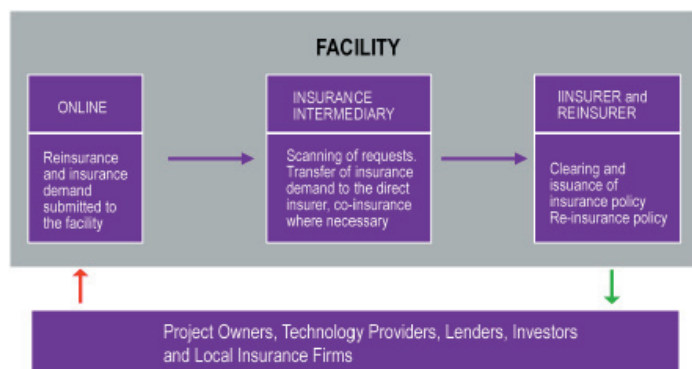 FACILITY
ONLINE
Reinsurance
and insurance
demand
submitted to
the facility
INSURANCE
INTERMEDIARY
Scanning of requests.
Transfer of insurance
demand to the direct
insurer, co-insurance
where necessary
IINSURER and
REINSURER
Clearing and
issuance of
insurance policy
Re-insurance policy
Project Owners, Technology Providers, Lenders, Investors
and Local Insurance Firms